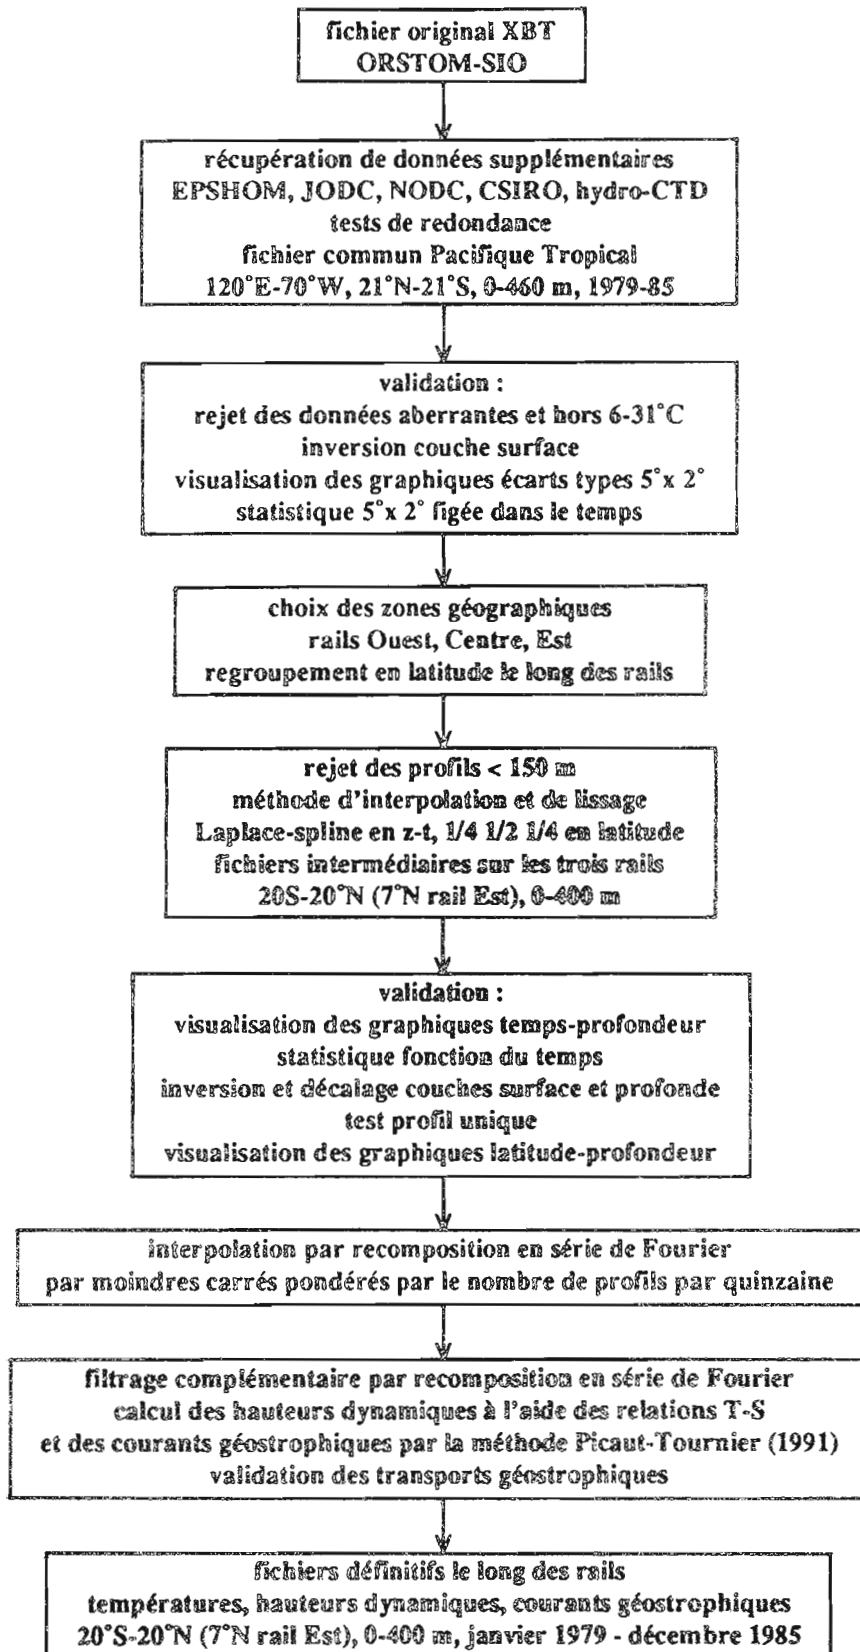 fichier original XBT
ORSTOM-SIO
récupération de données supplémentaires
EPSHOM, JODC, NODC, CSIRO, hydro-CTD
tests de redondance
fichier commun Pacifique Tropical
120°E-70°W, 21°N-21°S, 0-460 m, 1979-85
validation :
rejet des données aberrantes et hors 6-31°C
inversion couche surface
visualisation des graphiques écarts types 5°x 2°
statistique 5°x 2° figée dans le temps
choix des zones géographiques
rails Ouest, Centre, Est
regroupement en latitude le long des rails
rejet des profils < 150 m
méthode d'interpolation et de lissage
Laplace-spline en z-t, 1/4 1/2 1/4 en latitude
fichiers intermédiaires sur les trois rails
20S-20°N (7°N rail Est), 0-400 m
validation :
visualisation des graphiques temps-profondeur
statistique fonction du temps
inversion et décalage couches surface et profonde
test profil unique
visualisation des graphiques latitude-profondeur
interpolation par recomposition en série de Fourier
par moindres carrés pondérés par le nombre de profils par quinzaine
filtrage complémentaire par recomposition en série de Fourier
calcul des hauteurs dynamiques à l'aide des relations T-S
et des courants géostrophiques par la méthode Picaut-Tournier (1991)
validation des transports géostrophiques
fichiers définitifs le long des rails
températures, hauteurs dynamiques, courants géostrophiques
20°S-20°N (7°N rail Est), 0-400 m, janvier 1979 - décembre 1985